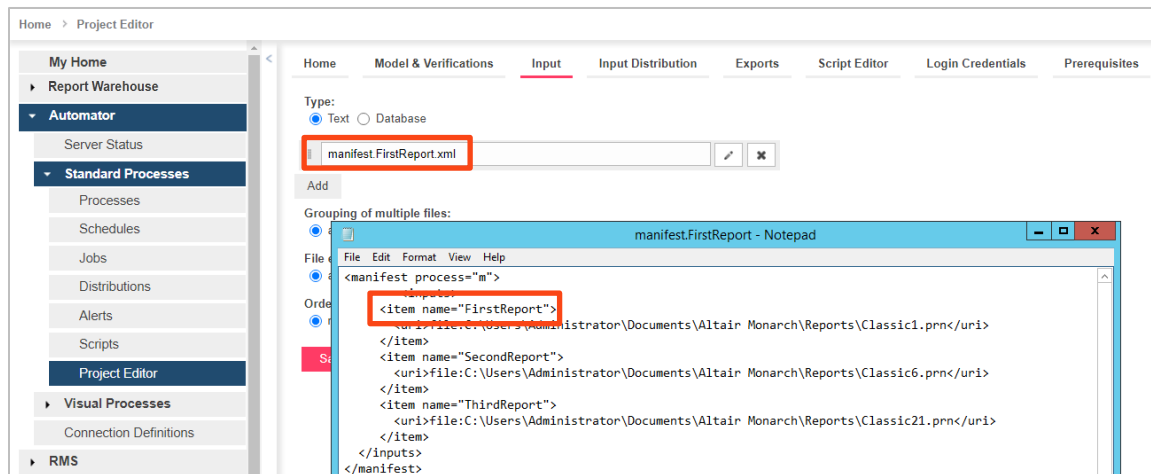 Home > Project Editor
My Home
Report Warehouse
Automator
Server Status
Standard Processes
Processes
Schedules
Jobs
Distributions
Alerts
Scripts
Project Editor
Visual Processes
Connection Definitions
RMS
Home Model & Verifications Input Input Distribution Exports Script Editor Login Credentials Prerequisites
Type:
Text Database
manifest.FirstReport.xml
Add
Grouping of multiple files:
a
File e
a
Orde
Sa
manifest.FirstReport - Notepad
File Edit Format View Help
<manifest process="m">
<inputs>
<item name="FirstReport">
<uri>file:C:\Users\Administrator\Documents\Altair Monarch\Reports\Classic1.prn</uri>
</item>
<item name="SecondReport">
<uri>file:C:\Users\Administrator\Documents\Altair Monarch\Reports\Classic6.prn</uri>
</item>
<item name="ThirdReport">
<uri>file:C:\Users\Administrator\Documents\Altair Monarch\Reports\Classic21.prn</uri>
</item>
</inputs>
</manifest>